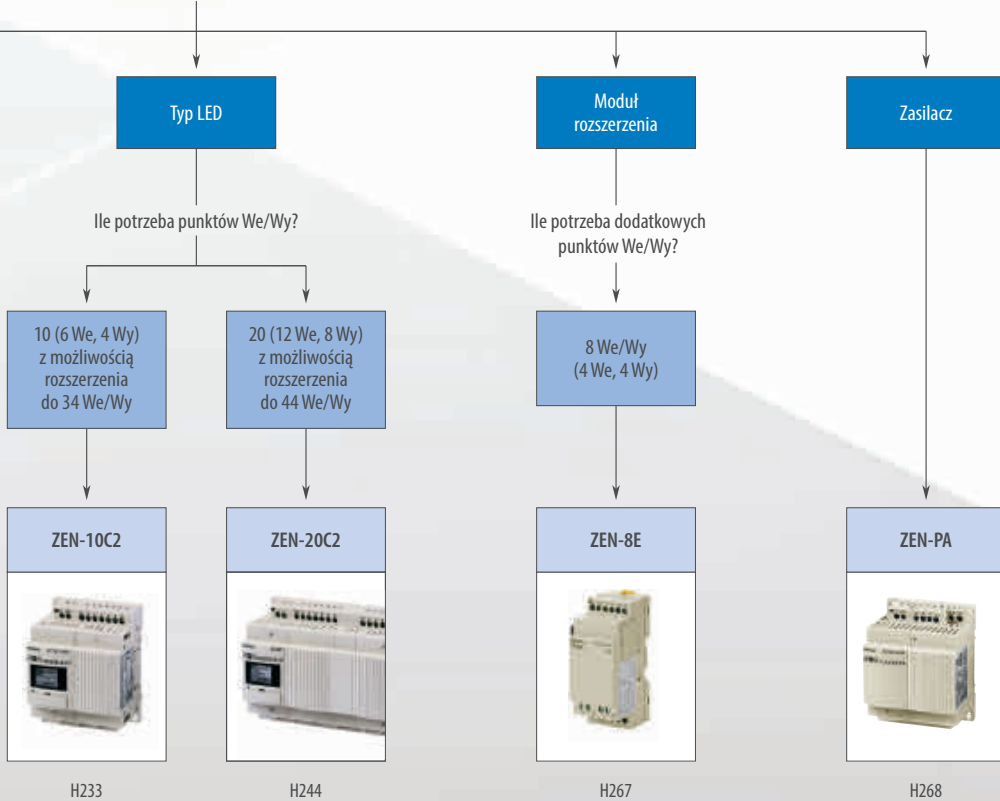 Typ LED
Moduł
rozszerzenia
Zasilacz
Ile potrzeba punktów We/Wy?
Ile potrzeba dodatkowych
punktów We/Wy?
10 (6 We, 4 Wy)
z możliwością
rozszerzenia
do 34 We/Wy
20 (12 We, 8 Wy)
z możliwością
rozszerzenia
do 44 We/Wy
8 We/Wy
(4 We, 4 Wy)
ZEN-10C2
ZEN-20C2
ZEN-8E
ZEN-PA
H233
H244
H267
H268